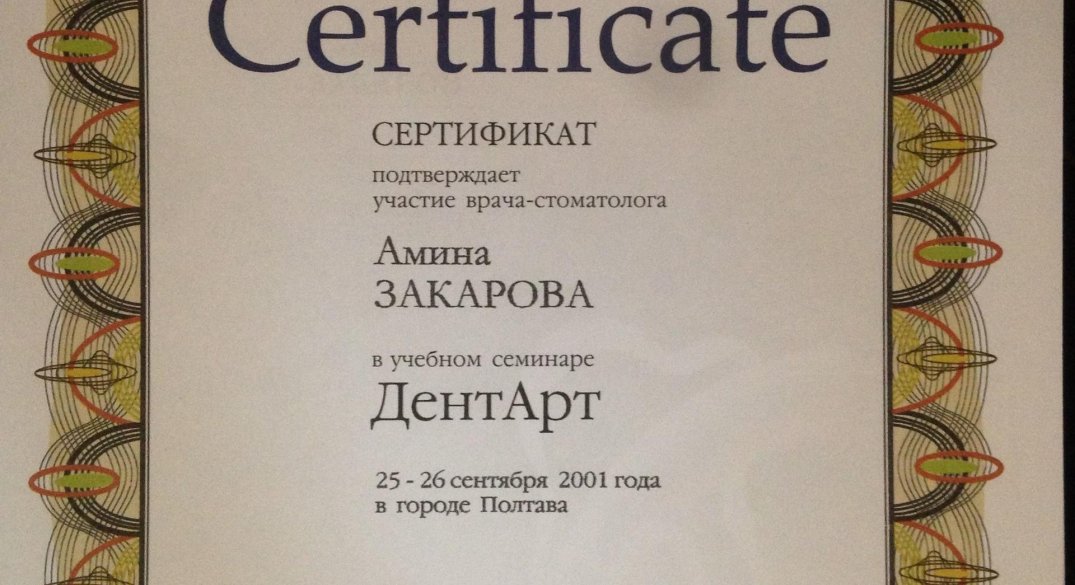 Certificate
СЕРТИФИКАТ
подтверждает
участие врача-стоматолога
Амина
ЗАКАРОВА
в учебном семинаре
ДентАрт
25 - 26 сентября 2001 года
в городе Полтава